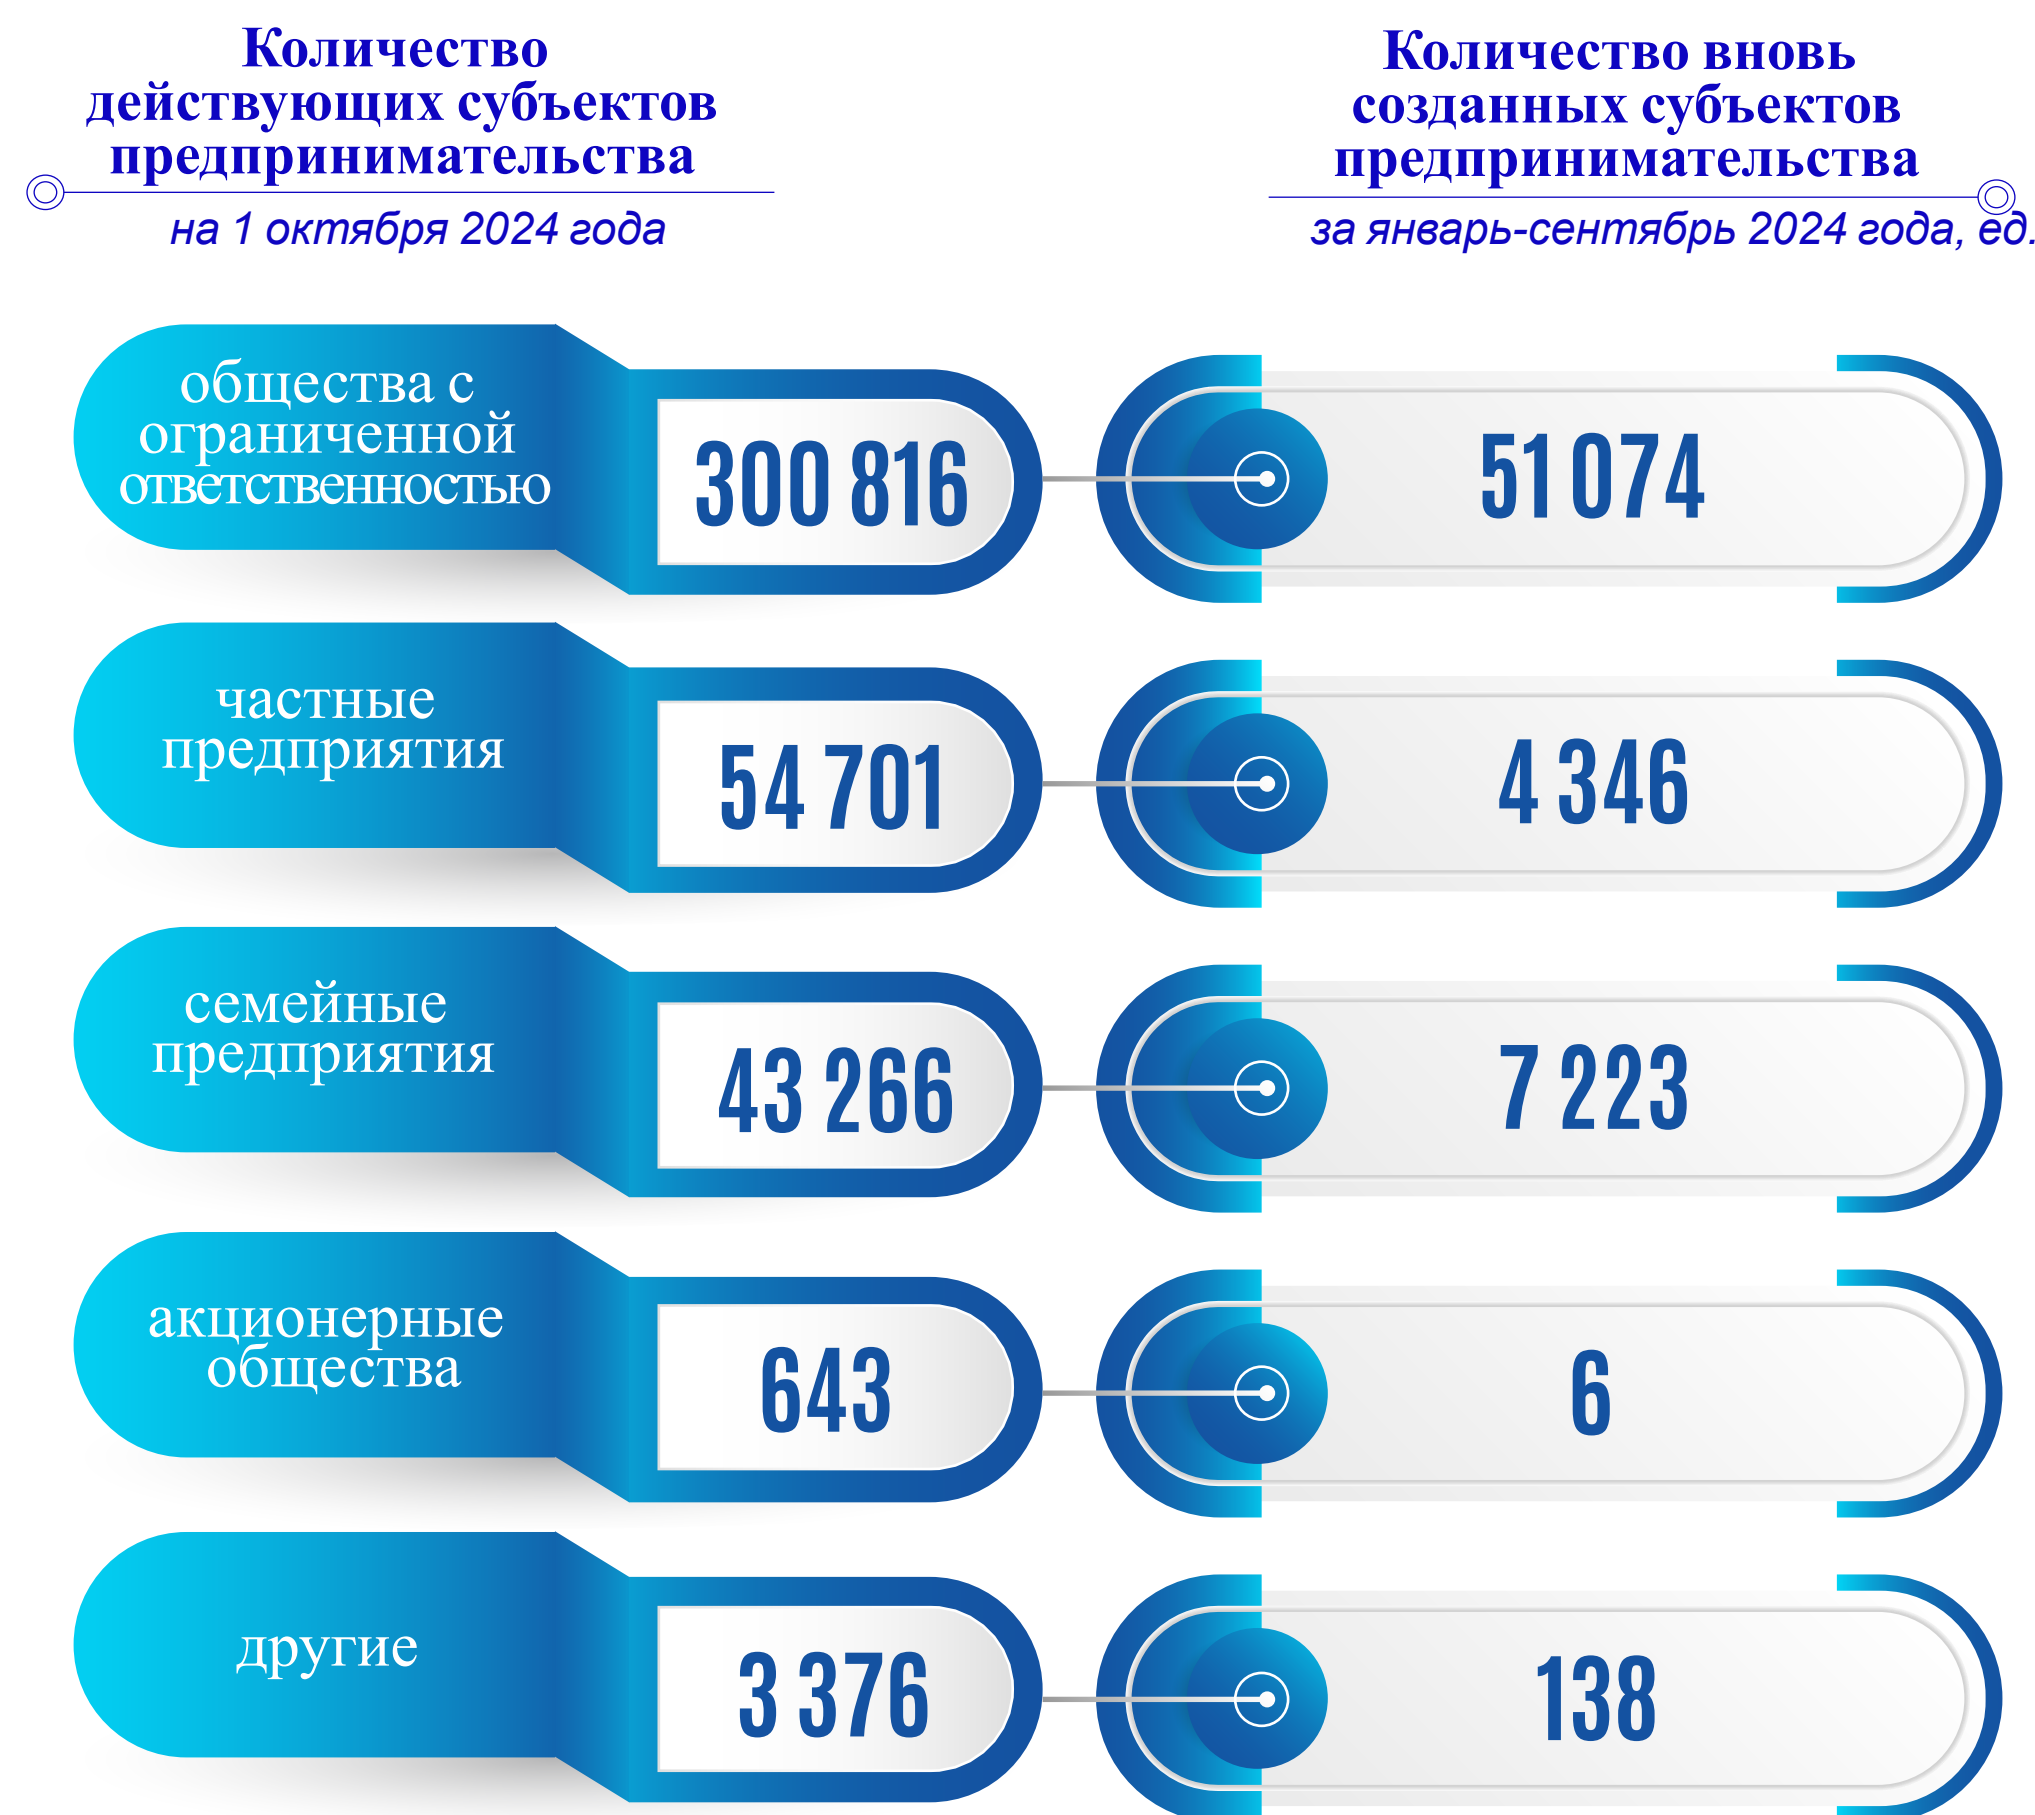 Количество
действующих субъектов
предпринимательства
на 1 октября 2024 года
Количество вновь
созданных субъектов
предпринимательства
за январь-сентябрь 2024 года, ед.
общества с
ограниченной
ответственностью
300 816
51 074
частные
предприятия
54 701
4 346
семейные
предприятия
43 266
7 223
акционерные
общества
643
6
другие
3 376
138